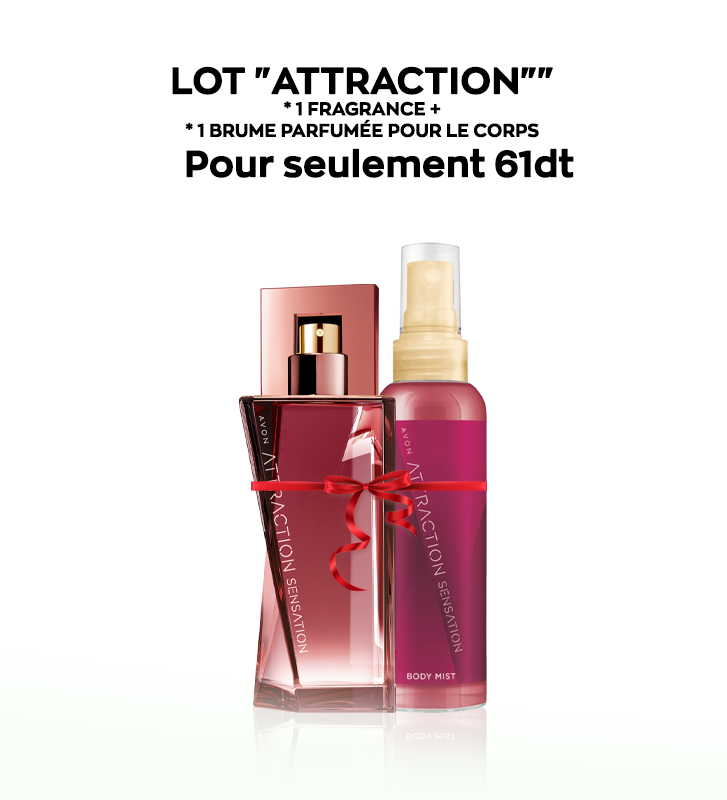 LOT "ATTRACTION""
* 1 FRAGRANCE +
* 1 BRUME PARFUMÉE POUR LE CORPS
Pour seulement 61dt
AVON
ATTRACTION SENSATION
AVON
ATTRACTION SENSATION
BODY MIST